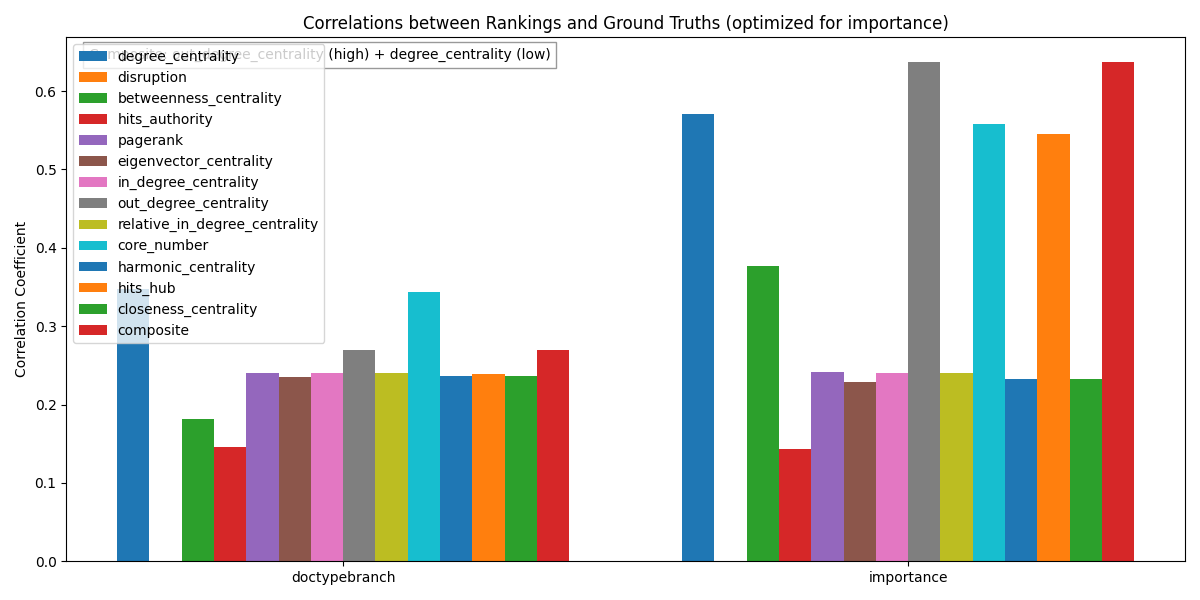 Correlations between Rankings and Ground Truths (optimized for importance)
Composite: out_degree_centrality (high) + degree_centrality (low)
degree_centrality
disruption
betweenness_centrality
hits_authority
pagerank
eigenvector_centrality
in_degree_centrality
out_degree_centrality
relative_in_degree_centrality
core_number
harmonic_centrality
hits_hub
closeness_centrality
composite
Correlation Coefficient
0.6
0.5
0.4
0.3
0.2
0.1
0.0
doctypebranch
importance